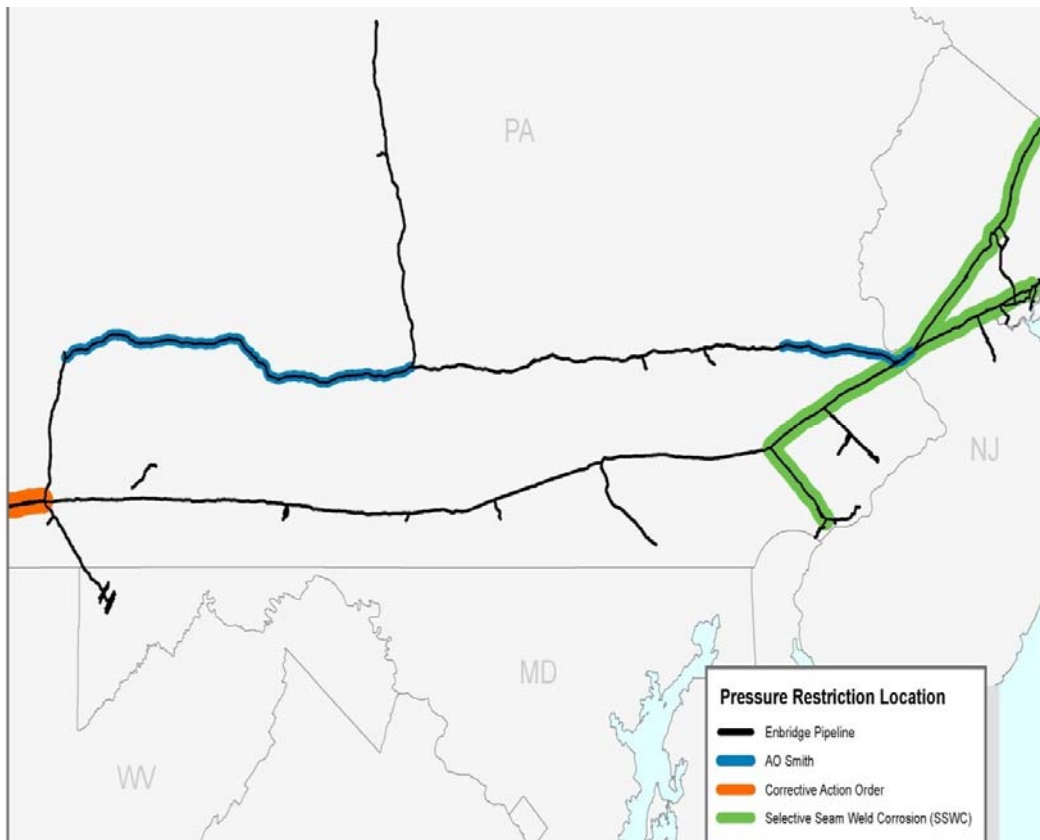 PA
NJ
MD
WV
Pressure Restriction Location
Enbridge Pipeline
AO Smith
Corrective Action Order
Selective Seam Weld Corrosion (SSWC)